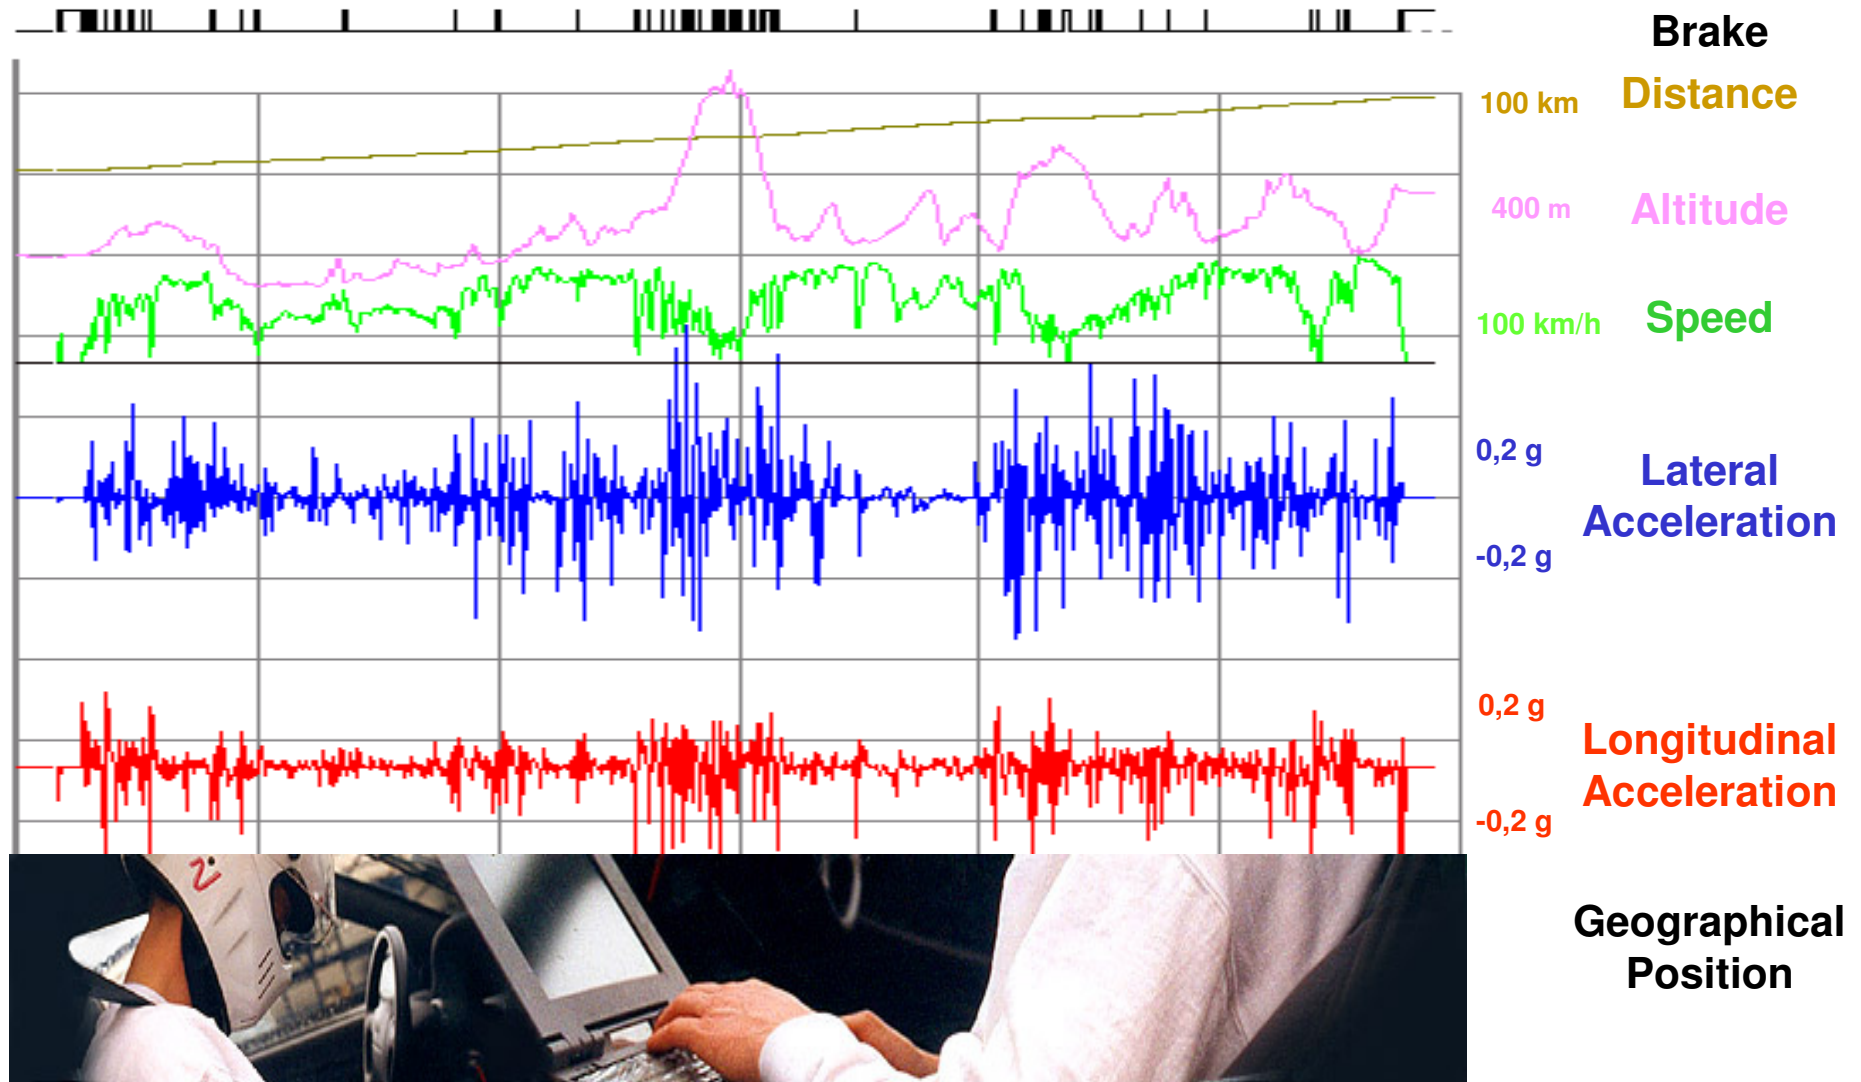 Brake
100 km Distance
400 m Altitude
100 km/h Speed
0,2 g
Lateral
Acceleration
-0,2 g
0,2 g
Longitudinal
Acceleration
-0,2 g
Geographical
Position